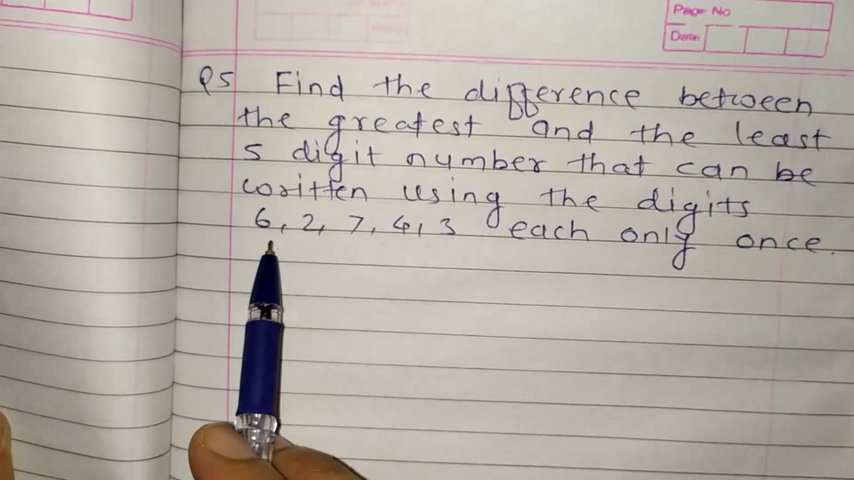 Page No
Date
Q5 Find the difference between
the greatest and the least
5 digit number that can be
written using the digits
6, 2, 7, 4, 3 each only once.